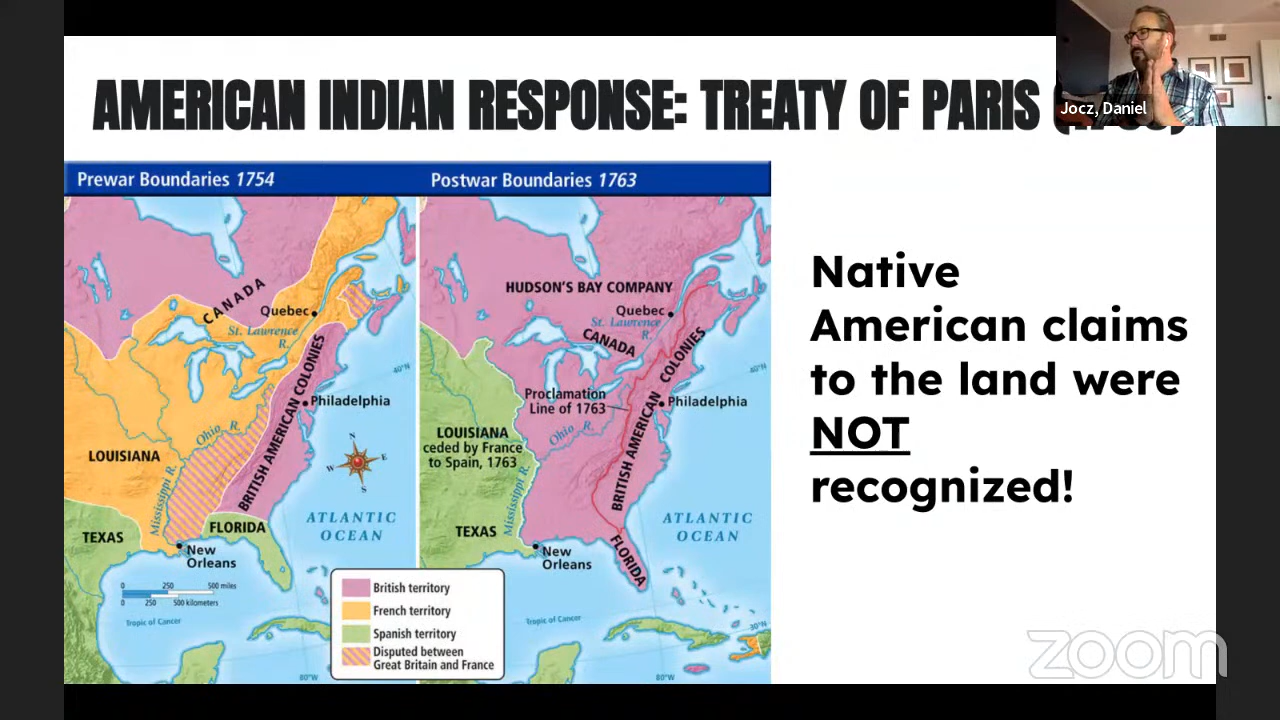 AMERICAN INDIAN RESPONSE: TREATY OF PARIS
Jocz, Daniel
Prewar Boundaries 1754
CANADA
Quebec
St. Lawrence
R.
BRITISH AMERICAN COLONIES
40°N
Philadelphia
Ohio R.
LOUISIANA
Mississippi R.
N
W
E
S
ATLANTIC
OCEAN
FLORIDA
TEXAS
New
Orleans
0 250 500 miles
0 250 500 kilometers
Tropic of Cancer
80°W
Postwar Boundaries 1763
HUDSON'S BAY COMPANY
Quebec
St. Lawrence
R.
CANADA
BRITISH AMERICAN COLONIES
40°N
Proclamation
Line of 1763
Philadelphia
Ohio R.
LOUISIANA
ceded by France
to Spain, 1763
Mississippi R.
ATLANTIC
OCEAN
TEXAS
New
Orleans
FLORIDA
Tropic of Cancer
30°N
80°W
British territory
French territory
Spanish territory
Disputed between
Great Britain and France
Native
American claims
to the land were
NOT
recognized!
zoom